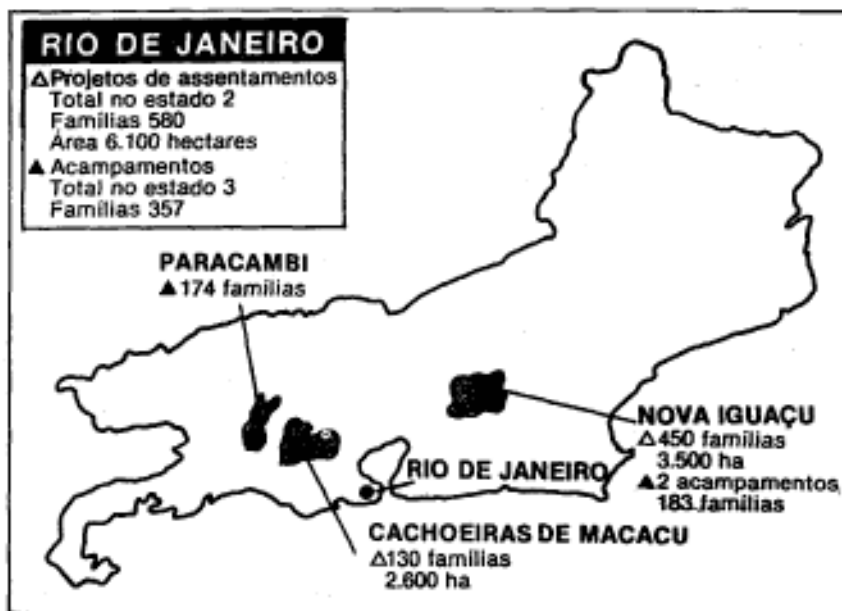 RIO DE JANEIRO
△Projetos de assentamentos
Total no estado 2
Famílias 580
Área 6.100 hectares
▲Acampamentos
Total no estado 3
Famílias 357
PARACAMBI
▲174 famílias
NOVA IGUAÇU
△450 famílias
3.500 ha
▲2 acampamentos,
183.famílias
RIO DE JANEIRO
CACHOEIRAS DE MACACU
△130 famílias
2.600 ha